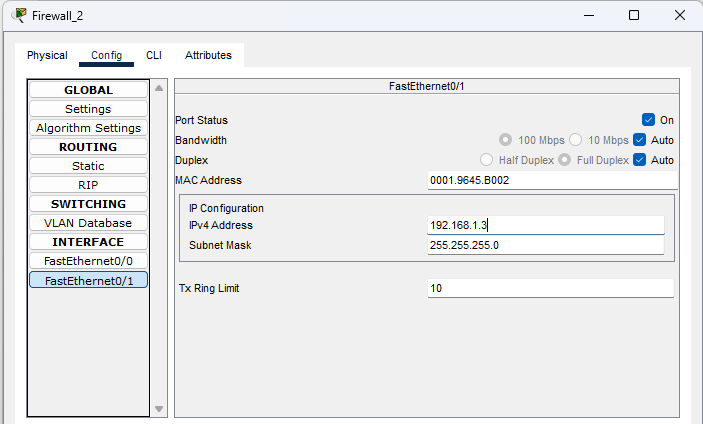 Firewall_2
Physical Config CLI Attributes
GLOBAL
Settings
Algorithm Settings
ROUTING
Static
RIP
SWITCHING
VLAN Database
INTERFACE
FastEthernet0/0
FastEthernet0/1
FastEthernet0/1
Port Status On
Bandwidth 100 Mbps 10 Mbps Auto
Duplex Half Duplex Full Duplex Auto
MAC Address 0001.9645.B002
IP Configuration
IPv4 Address 192.168.1.3
Subnet Mask 255.255.255.0
Tx Ring Limit 10